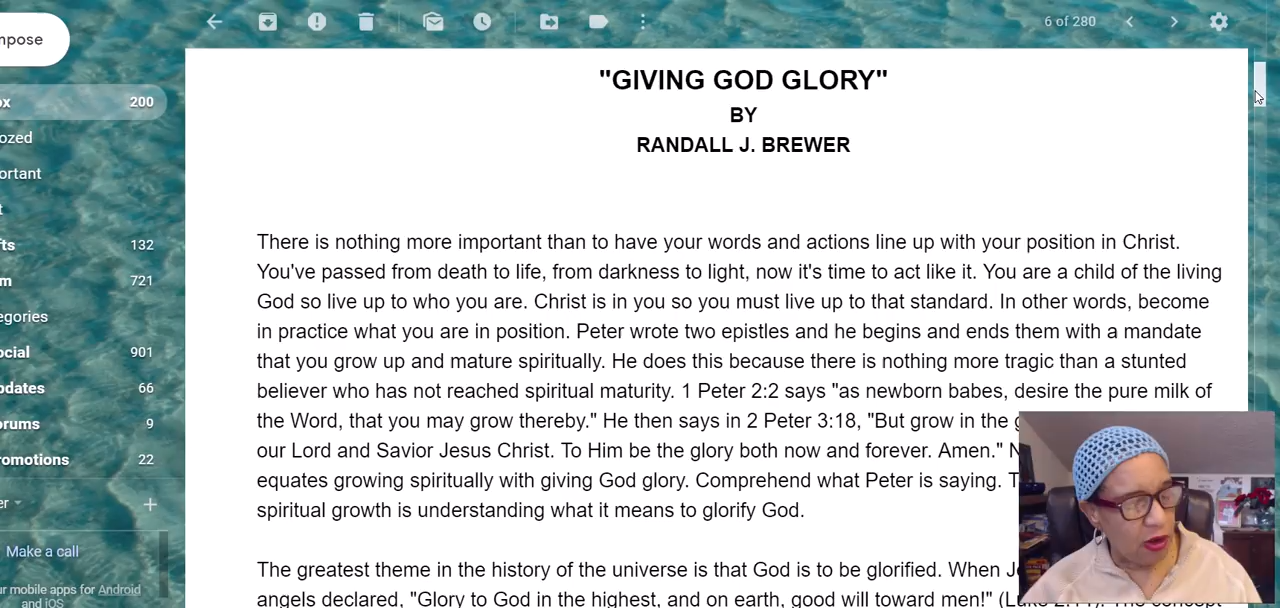 6 of 280
mpose
ox 200
ozed
ortant
t
fts 132
m 721
egories
ocial 901
pdates 66
orums 9
romotions 22
er
Make a call
ur mobile apps for Android
and iOS
"GIVING GOD GLORY"
BY
RANDALL J. BREWER
There is nothing more important than to have your words and actions line up with your position in Christ.
You've passed from death to life, from darkness to light, now it's time to act like it. You are a child of the living
God so live up to who you are. Christ is in you so you must live up to that standard. In other words, become
in practice what you are in position. Peter wrote two epistles and he begins and ends them with a mandate
that you grow up and mature spiritually. He does this because there is nothing more tragic than a stunted
believer who has not reached spiritual maturity. 1 Peter 2:2 says "as newborn babes, desire the pure milk of
the Word, that you may grow thereby." He then says in 2 Peter 3:18, "But grow in the
our Lord and Savior Jesus Christ. To Him be the glory both now and forever. Amen."
equates growing spiritually with giving God glory. Comprehend what Peter is saying.
spiritual growth is understanding what it means to glorify God.
The greatest theme in the history of the universe is that God is to be glorified. When
angels declared, "Glory to God in the highest, and on earth, good will toward men!"